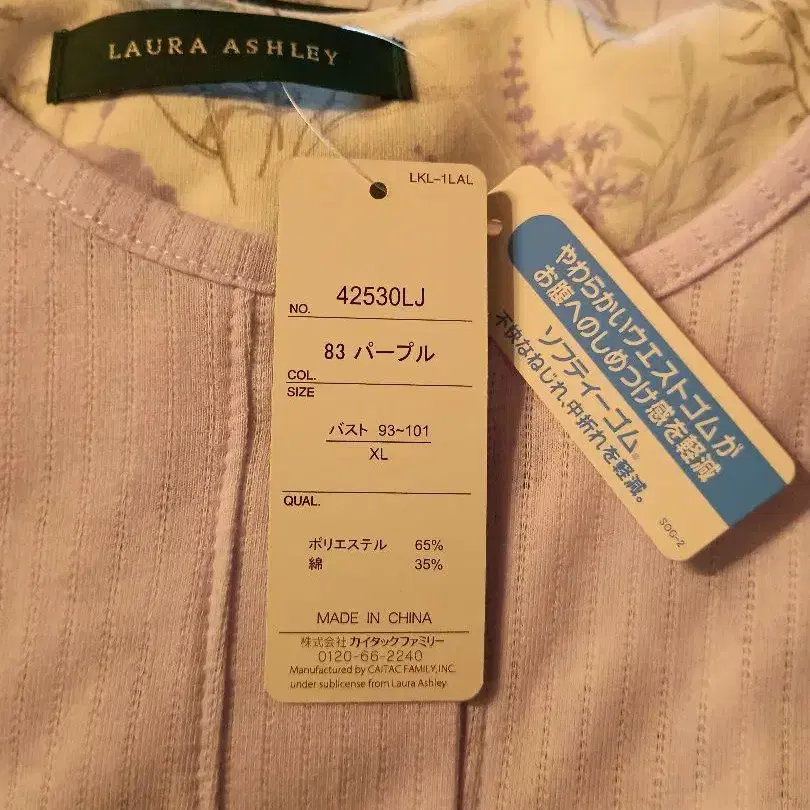 LAURA ASHLEY
LKL-1LAL
NO. 42530LJ
COL. 83 パープル
SIZE
バスト 93~101
XL
QUAL.
ポリエステル 65%
綿 35%
MADE IN CHINA
株式会社 カイタックファミリー
0120-66-2240
Manufactured by CAITAC FAMILY, INC.
under sublicense from Laura Ashley.
やわらかいウエストゴムが
お腹へのしめつけ感を軽減
ソフティーゴム®
不快なねじれ、中折れを軽減。
SOG-2